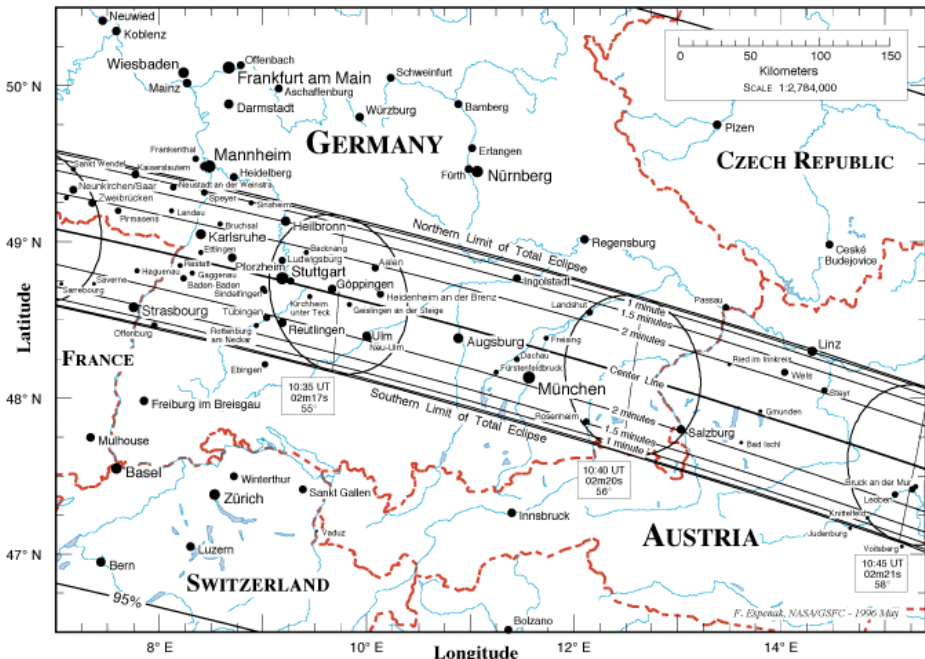 Neuwied
Koblenz
Wiesbaden
Offenbach
Frankfurt am Main
Mainz
Aschaffenburg
Schweinfurt
Darmstadt
Würzburg
Bamberg
0 50 100 150
Kilometers
SCALE 1:2,784,000
50° N
Plzen
GERMANY
CZECH REPUBLIC
Frankenthal
Mannheim
Erlangen
Sankt Wendel
Kaiserslautern
Heidelberg
Fürth
Nürnberg
Neunkirchen/Saar
Neustadt an der Weinstr.
Zweibrücken
Speyer
Sinsheim
Pirmasens
Landau
Bruchsal
Heilbronn
Northern Limit of Total Eclipse
Regensburg
49° N
Karlsruhe
Ceské
Budejovice
Ettlingen
Backnang
Pforzheim
Ludwigsburg
Aalen
Haguenau
Rastatt
Gaggenau
Stuttgart
Ingolstadt
Saverne
Baden-Baden
Göppingen
Sarrebourg
Sindelfingen
Heidenheim an der Brenz
1 minute
Passau
Strasbourg
Kirchheim
unter Teck
Geislingen an der Steige
Landshut
1.5 minutes
Tübingen
2 minutes
Offenburg
Rottenburg
am Neckar
Reutlingen
Ulm
Neu-Ulm
Augsburg
Freising
Linz
FRANCE
Dachau
Center Line
Ried im Innkreis
Ebingen
Fürstenfeldbruck
Wels
München
Steyr
10:35 UT
02m17s
55°
48° N
Freiburg im Breisgau
Southern Limit of Total Eclipse
Rosenheim
2 minutes
1.5 minutes
1 minute
Gmunden
Salzburg
Bad Ischl
Mulhouse
Basel
Winterthur
10:40 UT
02m20s
56°
Bruck an der Mur
Zürich
Sankt Gallen
Leoben
Innsbruck
Knittelfeld
Vaduz
AUSTRIA
Judenburg
47° N
Luzern
Voitsberg
Bern
10:45 UT
02m21s
58°
SWITZERLAND
95%
F. Espenak, NASA/GSFC - 1996 May
Bolzano
8° E
10° E
12° E
14° E
Latitude
Longitude